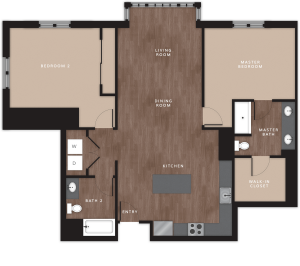 LIVING
ROOM
BEDROOM 2
MASTER
BEDROOM
DINING
ROOM
MASTER
BATH
W
D
KITCHEN
WALK-IN
CLOSET
BATH 2
ENTRY